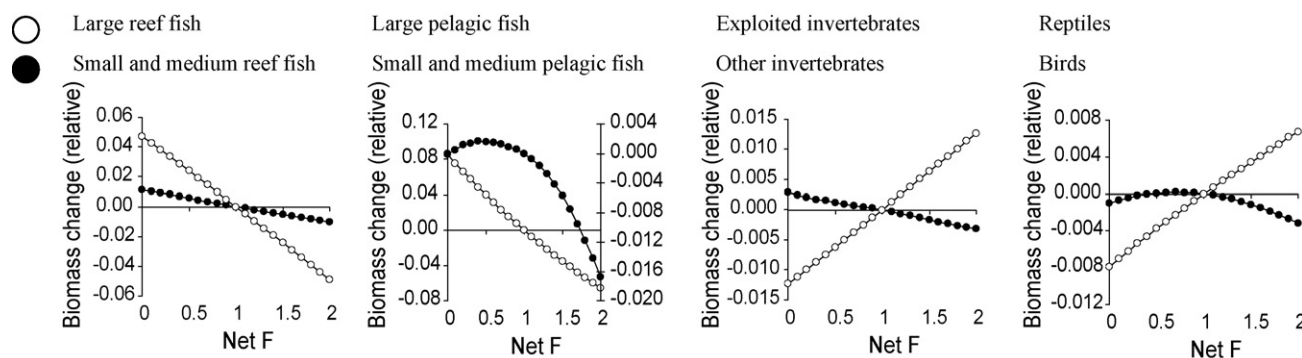 Large reef fish
Large pelagic fish
Exploited invertebrates
Reptiles
Small and medium reef fish
Small and medium pelagic fish
Other invertebrates
Birds
Biomass change (relative)
0.06
0.04
0.02
0.00
-0.02
-0.04
-0.06
0 0.5 1 1.5 2
Net F
Biomass change (relative)
0.12
0.08
0.04
0.00
-0.04
-0.08
0.004
0.000
-0.004
-0.008
-0.010
-0.012
-0.016
-0.020
0 0.5 1 1.5 2
Net F
Biomass change (relative)
0.015
0.010
0.005
0.000
-0.005
-0.010
-0.015
0 0.5 1 1.5 2
Net F
Biomass change (relative)
0.008
0.004
0.000
-0.004
-0.008
-0.012
0 0.5 1 1.5 2
Net F